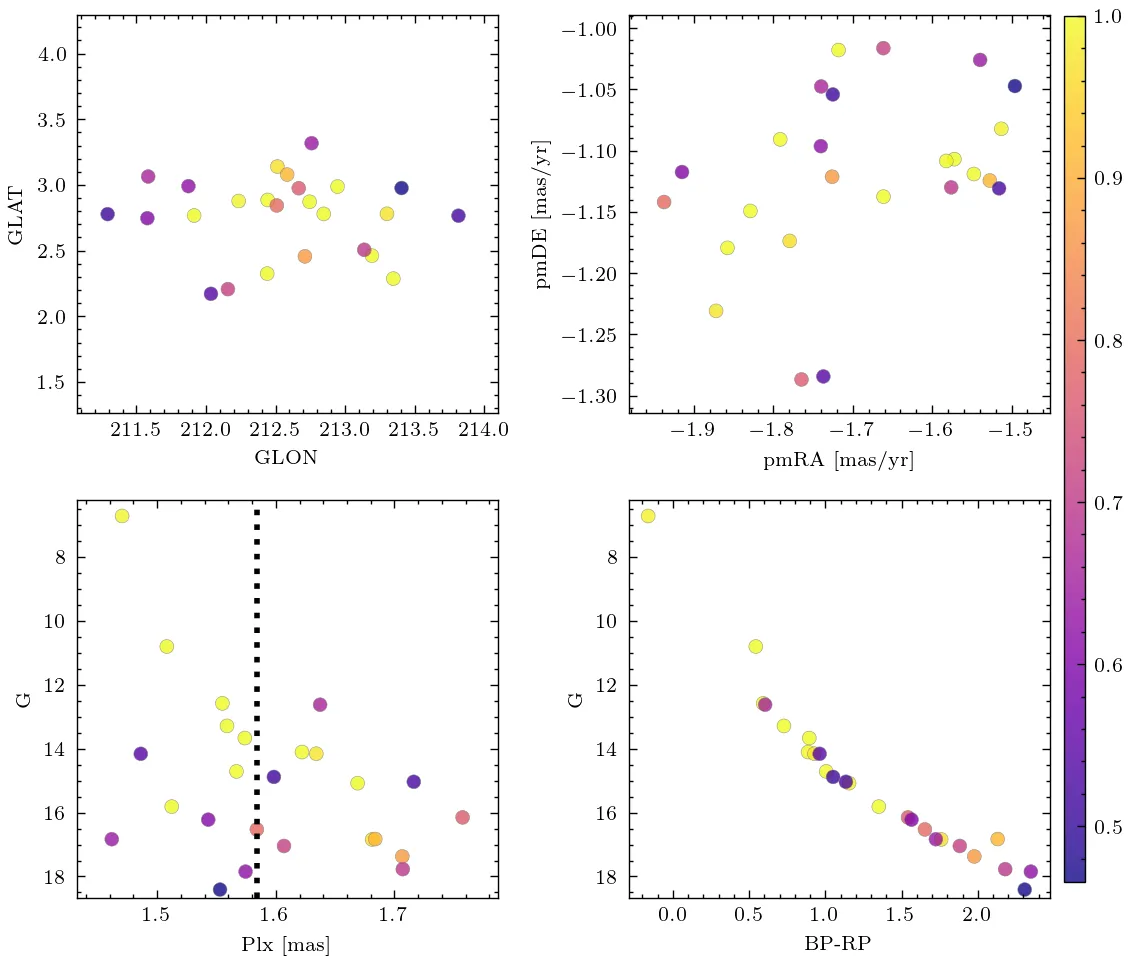 4.0
3.5
3.0
2.5
2.0
1.5
GLAT
211.5 212.0 212.5 213.0 213.5 214.0
GLON
−1.00
−1.05
−1.10
−1.15
−1.20
−1.25
−1.30
pmDE [mas/yr]
−1.9 −1.8 −1.7 −1.6 −1.5
pmRA [mas/yr]
1.0
0.9
0.8
0.7
0.6
0.5
8
10
12
14
16
18
G
1.5 1.6 1.7
Plx [mas]
8
10
12
14
16
18
G
0.0 0.5 1.0 1.5 2.0
BP-RP